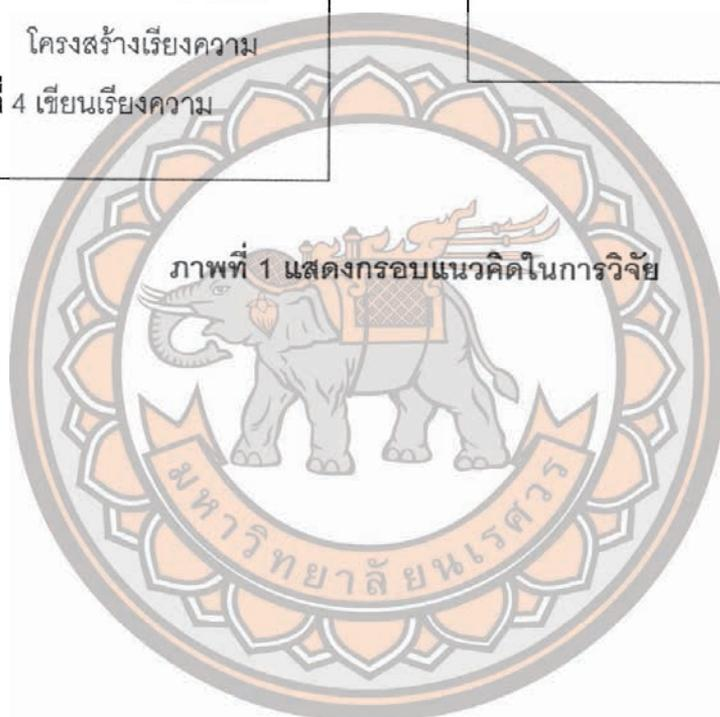 โครงสร้างเรียงความ
4 เขียนเรียงความ
ภาพที่ 1 แสดงกรอบแนวคิดในการวิจัย
มหาวิทยาลัยนเรศวร